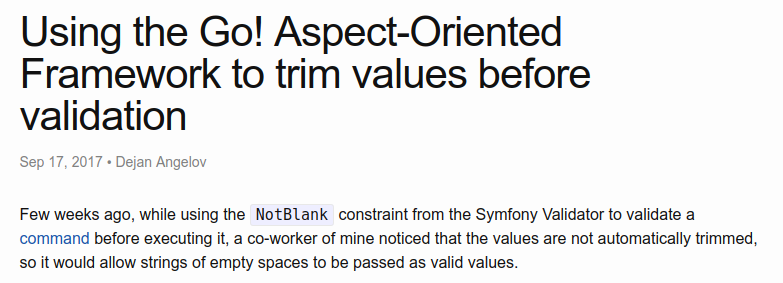 Using the Go! Aspect-Oriented
Framework to trim values before
validation
Sep 17, 2017 • Dejan Angelov
Few weeks ago, while using the NotBlank constraint from the Symfony Validator to validate a
command before executing it, a co-worker of mine noticed that the values are not automatically trimmed,
so it would allow strings of empty spaces to be passed as valid values.